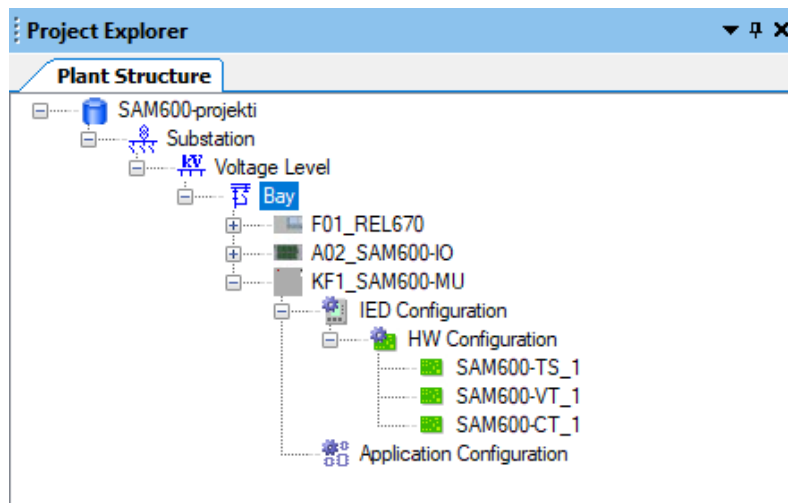 Project Explorer
Plant Structure
SAM600-projekti
Substation
kV Voltage Level
Bay
F01_REL670
A02_SAM600-IO
KF1_SAM600-MU
IED Configuration
HW Configuration
SAM600-TS_1
SAM600-VT_1
SAM600-CT_1
Application Configuration